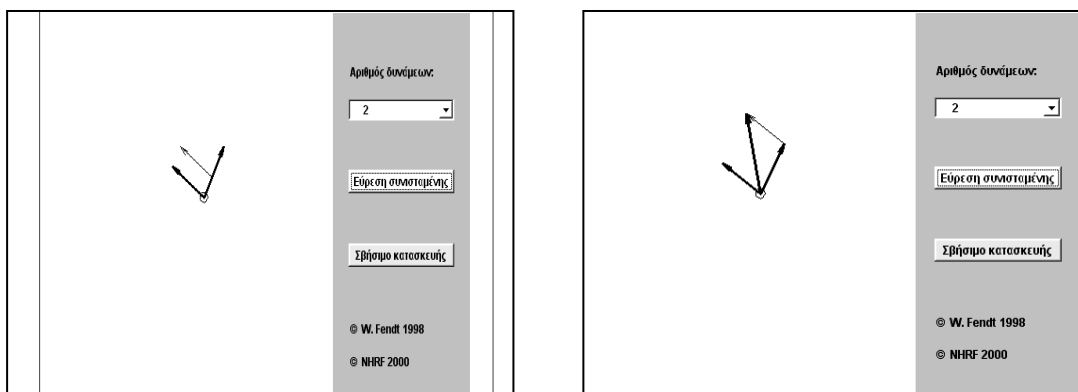 Αριθμός δυνάμεων:
2
Εύρεση συνισταμένης
Σβήσιμο κατασκευής
© W. Fendt 1998
© NHRF 2000
Αριθμός δυνάμεων:
2
Εύρεση συνισταμένης
Σβήσιμο κατασκευής
© W. Fendt 1998
© NHRF 2000